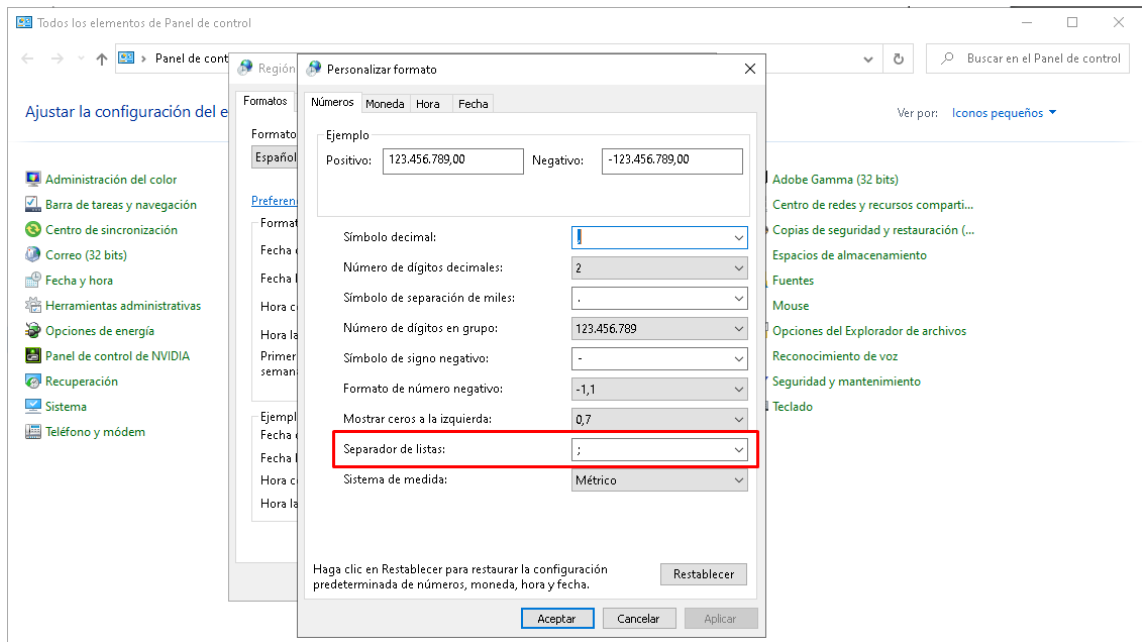 Todos los elementos de Panel de control
Panel de cont
Buscar en el Panel de control
Ajustar la configuración del e
Ver por: Iconos pequeños
Administración del color
Barra de tareas y navegación
Centro de sincronización
Correo (32 bits)
Fecha y hora
Herramientas administrativas
Opciones de energía
Panel de control de NVIDIA
Recuperación
Sistema
Teléfono y módem
Región
Formatos
Formato
Español
Preferen
Format
Fecha
Fecha
Hora c
Hora la
Primer
seman
Ejempl
Fecha
Fecha
Hora c
Hora la
Personalizar formato
Números Moneda Hora Fecha
Ejemplo
Positivo: 123.456.789,00 Negativo: -123.456.789,00
Símbolo decimal: ,
Número de dígitos decimales: 2
Símbolo de separación de miles: .
Número de dígitos en grupo: 123.456.789
Símbolo de signo negativo: -
Formato de número negativo: -1,1
Mostrar ceros a la izquierda: 0,7
Separador de listas: ;
Sistema de medida: Métrico
Haga clic en Restablecer para restaurar la configuración
predeterminada de números, moneda, hora y fecha.
Restablecer
Aceptar Cancelar Aplicar
Adobe Gamma (32 bits)
Centro de redes y recursos comparti...
Copias de seguridad y restauración (...
Espacios de almacenamiento
Fuentes
Mouse
Opciones del Explorador de archivos
Reconocimiento de voz
Seguridad y mantenimiento
Teclado